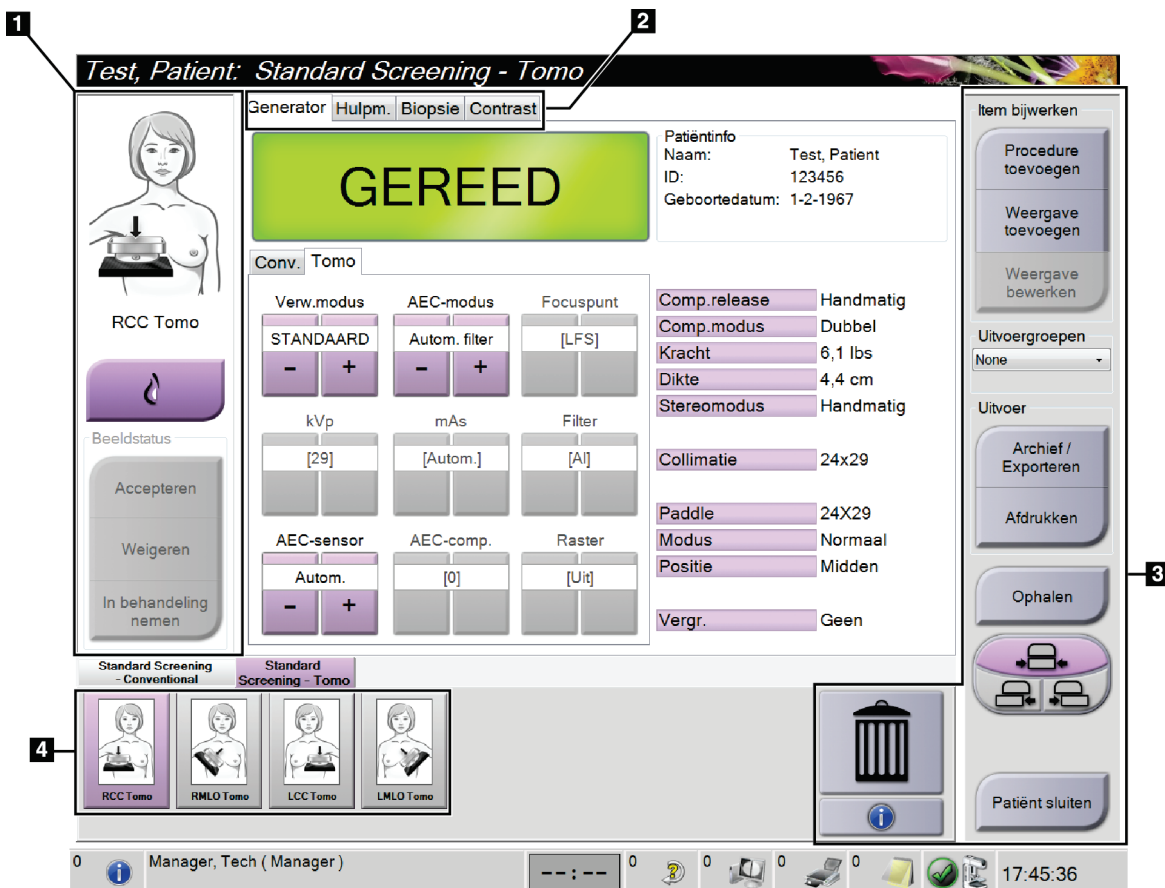 1
2
Test, Patient: Standard Screening - Tomo
RCC Tomo
Beeldstatus
Accepteren
Weigeren
In behandeling
nemen
Generator Hulpm. Biopsie Contrast
GEREED
Patiëntinfo
Naam: Test, Patient
ID: 123456
Geboortedatum: 1-2-1967
Conv. Tomo
Verw.modus AEC-modus Focuspunt
STANDAARD Autom. filter [LFS]
- + - +
kVp mAs Filter
[29] [Autom.] [Al]
AEC-sensor AEC-comp. Raster
Autom. [0] [Uit]
- +
Comp.release Handmatig
Comp.modus Dubbel
Kracht 6,1 lbs
Dikte 4,4 cm
Stereomodus Handmatig
Collimatie 24x29
Paddle 24X29
Modus Normaal
Positie Midden
Vergr. Geen
Item bijwerken
Procedure
toevoegen
Weergave
toevoegen
Weergave
bewerken
Uitvoergroepen
None
Uitvoer
Archief /
Exporteren
Afdrukken
3
Ophalen
Patiënt sluiten
Standard Screening
- Conventional
Standard
Screening - Tomo
4
RCC Tomo RMLO Tomo LCC Tomo LMLO Tomo
0 Manager, Tech ( Manager ) --:-- 0 0 0 0 17:45:36